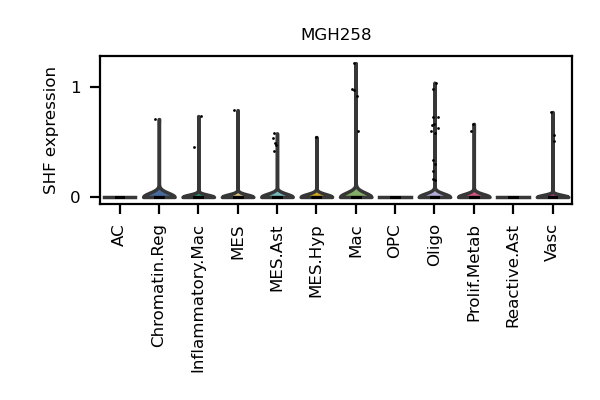 MGH258
SHF expression
1
0
AC
Chromatin.Reg
Inflammatory.Mac
MES
MES.Ast
MES.Hyp
Mac
OPC
Oligo
Prolif.Metab
Reactive.Ast
Vasc